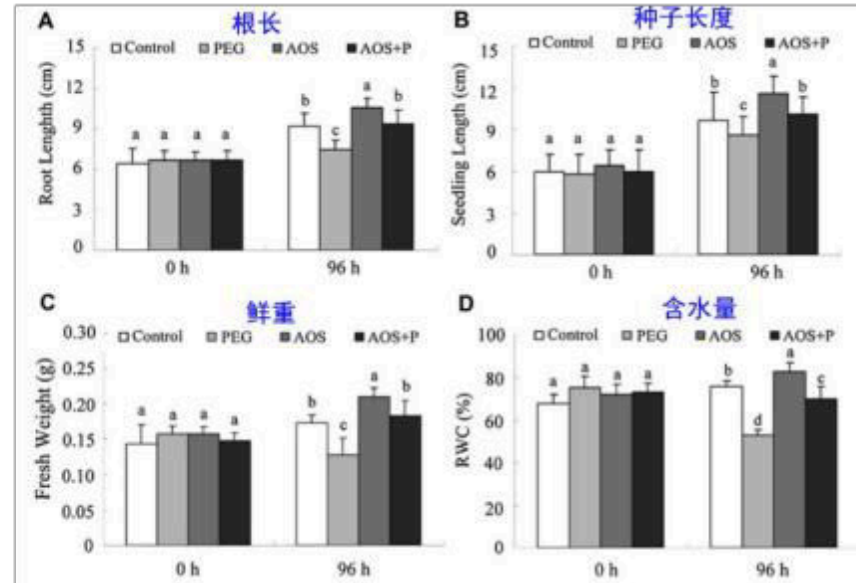 A
根长
Control PEG AOS AOS+P
Root Lenghth (cm)
15
12
9
6
3
0
a a a a
b c a b
0 h 96 h
B
种子长度
Control PEG AOS AOS+P
Seedling Length (cm)
15
12
9
6
3
0
a a a a
b c a b
0 h 96 h
C
鲜重
Control PEG AOS AOS+P
Fresh Weight (g)
0.30
0.25
0.20
0.15
0.10
0.05
0
a a a a
b c a b
0 h 96 h
D
含水量
Control PEG AOS AOS+P
RWC (%)
100
80
60
40
20
0
a a a a
b d a c
0 h 96 h